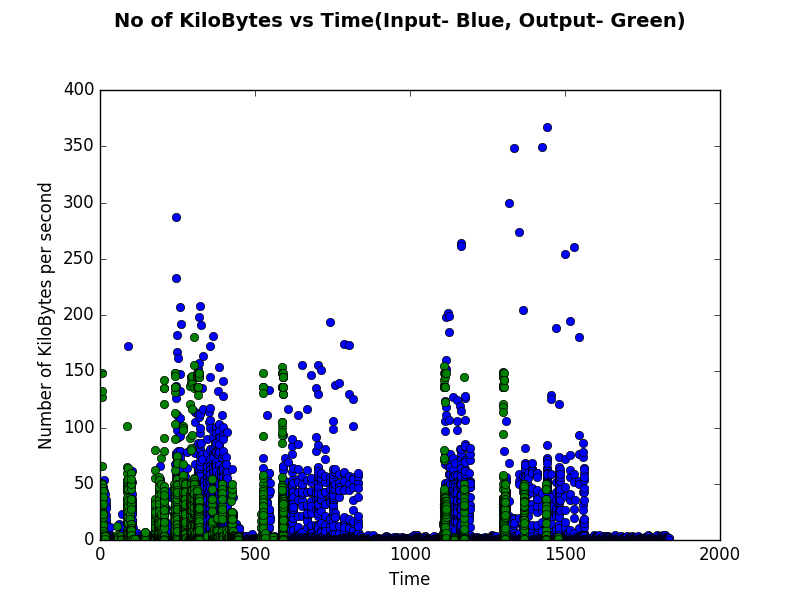 No of KiloBytes vs Time(Input- Blue, Output- Green)
400
350
300
250
200
150
100
50
0
Number of KiloBytes per second
0 500 1000 1500 2000
Time